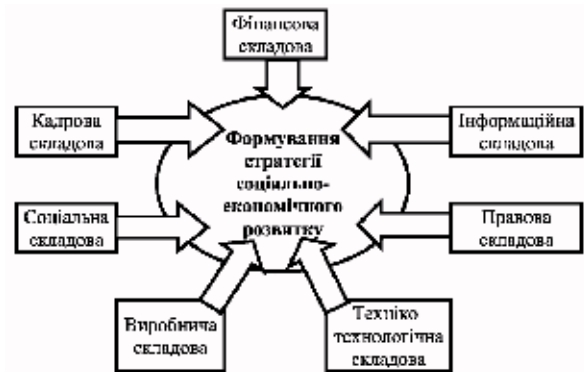 Фінансова
складова
Кадрова
складова
Інформаційна
складова
Формування
стратегії
соціально-
економічного
розвитку
Соціальна
складова
Правова
складова
Виробнича
складова
Техніко
технологічна
складова